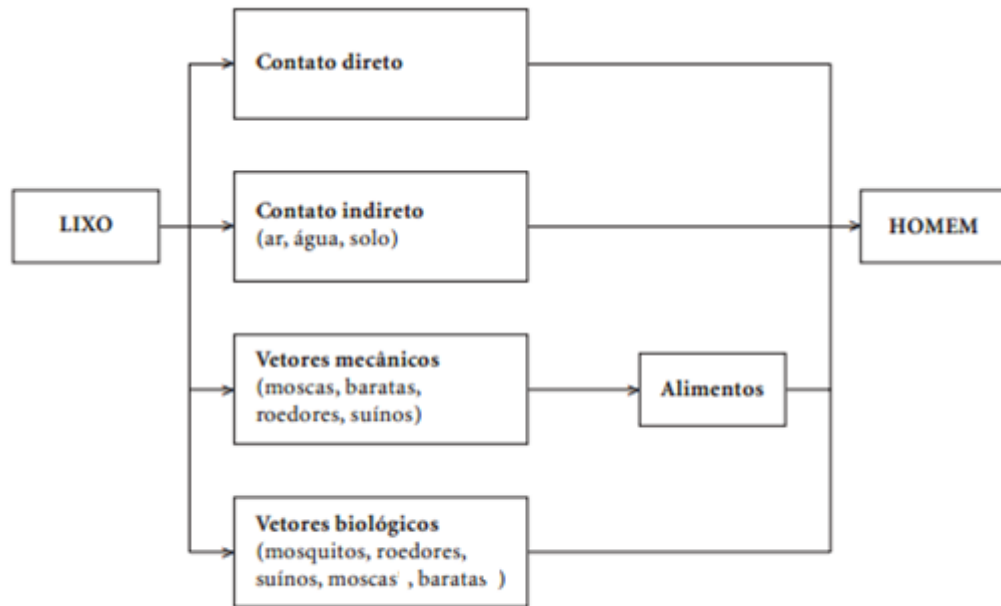 Contato direto
LIXO
Contato indireto
(ar, água, solo)
HOMEM
Vetores mecânicos
(moscas, baratas,
roedores, suínos)
Alimentos
Vetores biológicos
(mosquitos, roedores,
suínos, moscas , baratas )